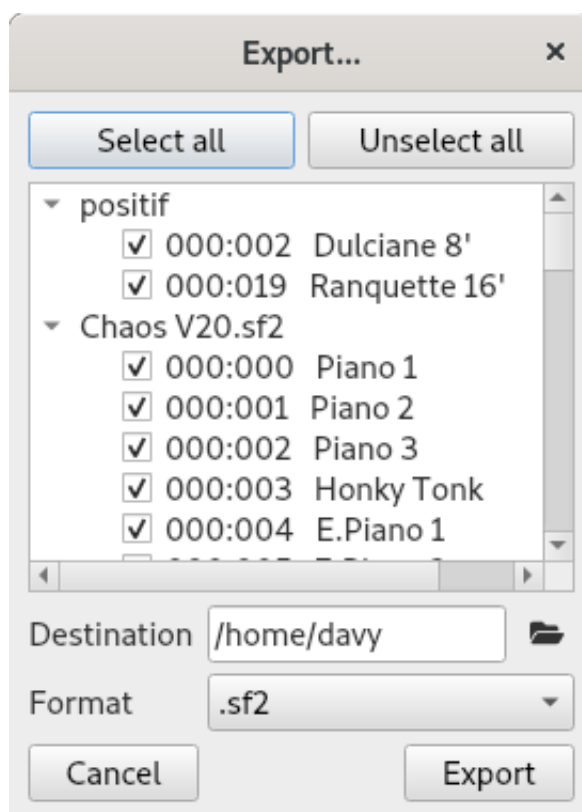 Export...
Select all
Unselect all
positif
000:002 Dulciane 8'
000:019 Ranquette 16'
Chaos V20.sf2
000:000 Piano 1
000:001 Piano 2
000:002 Piano 3
000:003 Honky Tonk
000:004 E.Piano 1
Destination /home/davy
Format .sf2
Cancel
Export